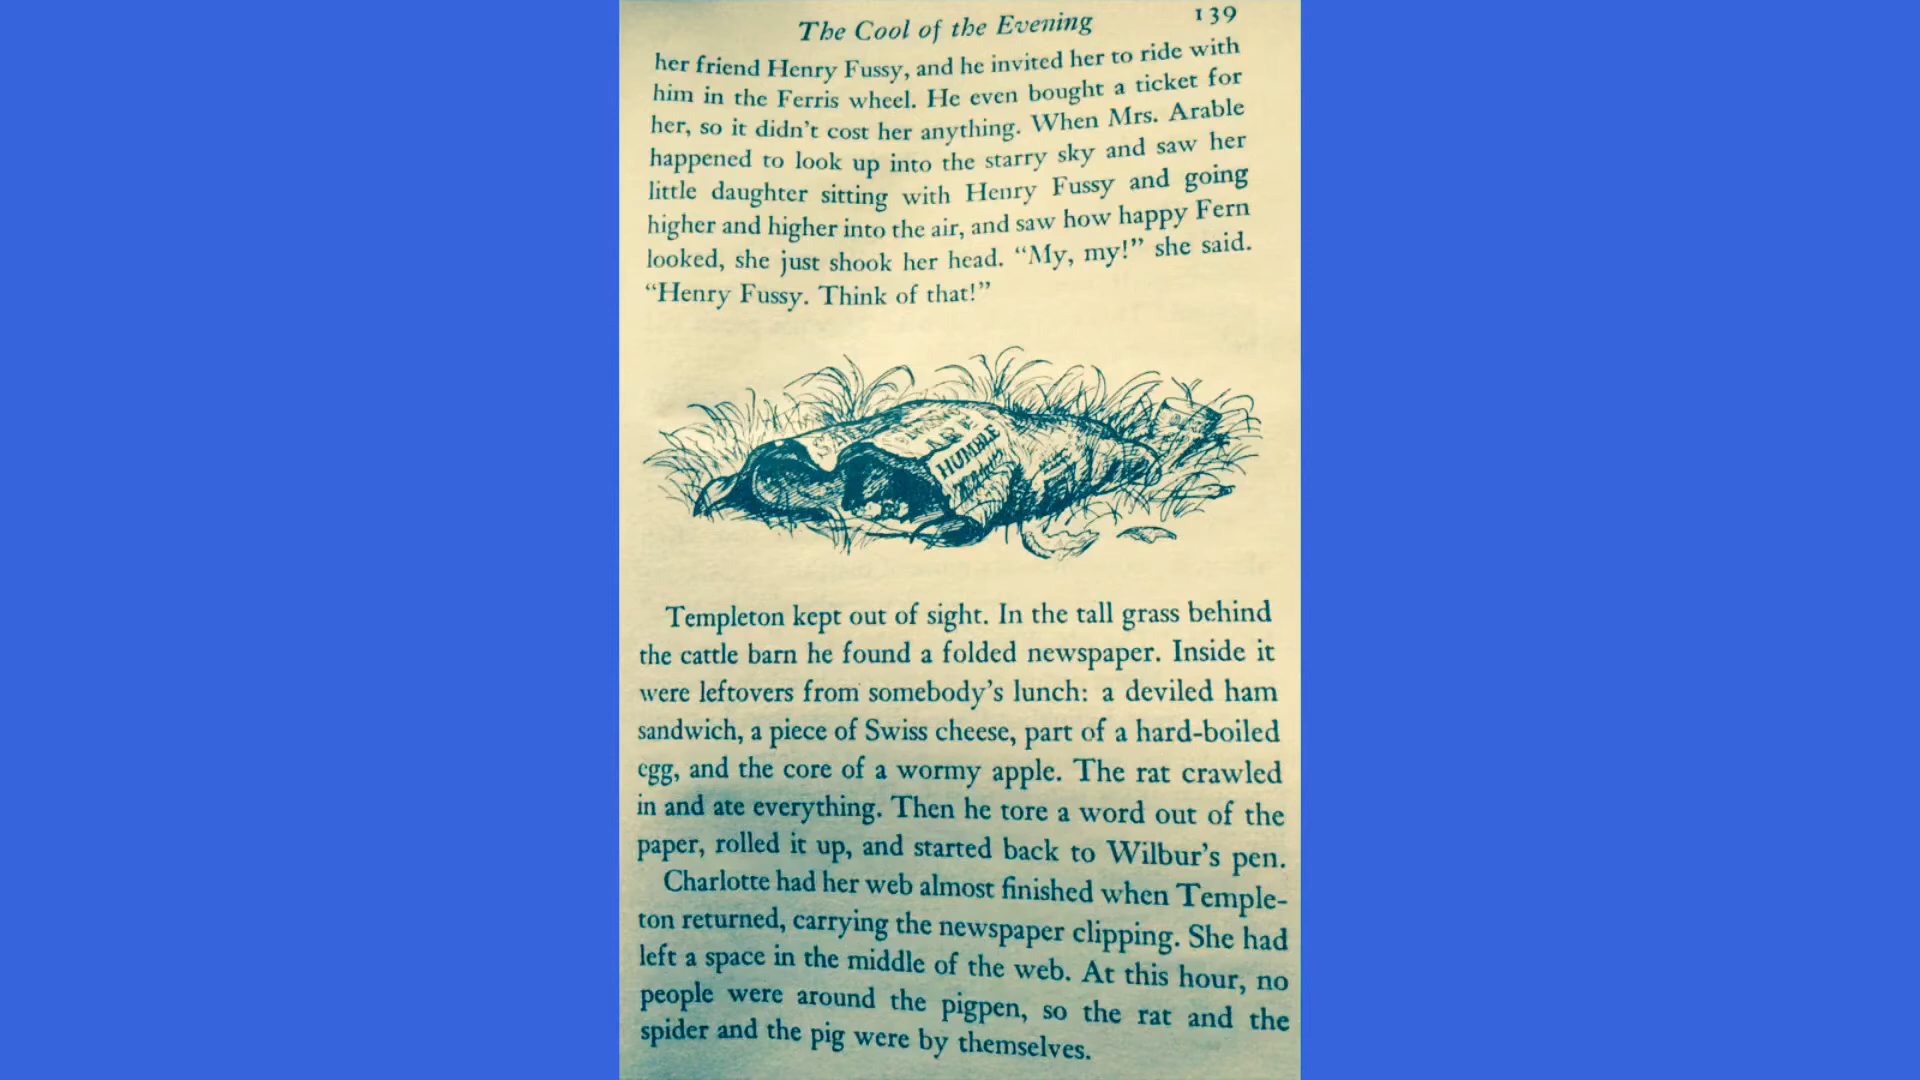 The Cool of the Evening 139
her friend Henry Fussy, and he invited her to ride with
him in the Ferris wheel. He even bought a ticket for
her, so it didn't cost her anything. When Mrs. Arable
happened to look up into the starry sky and saw her
little daughter sitting with Henry Fussy and going
higher and higher into the air, and saw how happy Fern
looked, she just shook her head. “My, my!” she said.
“Henry Fussy. Think of that!”
HUMBLE
Templeton kept out of sight. In the tall grass behind
the cattle barn he found a folded newspaper. Inside it
were leftovers from somebody's lunch: a deviled ham
sandwich, a piece of Swiss cheese, part of a hard-boiled
egg, and the core of a wormy apple. The rat crawled
in and ate everything. Then he tore a word out of the
paper, rolled it up, and started back to Wilbur's pen.
Charlotte had her web almost finished when Temple-
ton returned, carrying the newspaper clipping. She had
left a space in the middle of the web. At this hour, no
people were around the pigpen, so the rat and the
spider and the pig were by themselves.